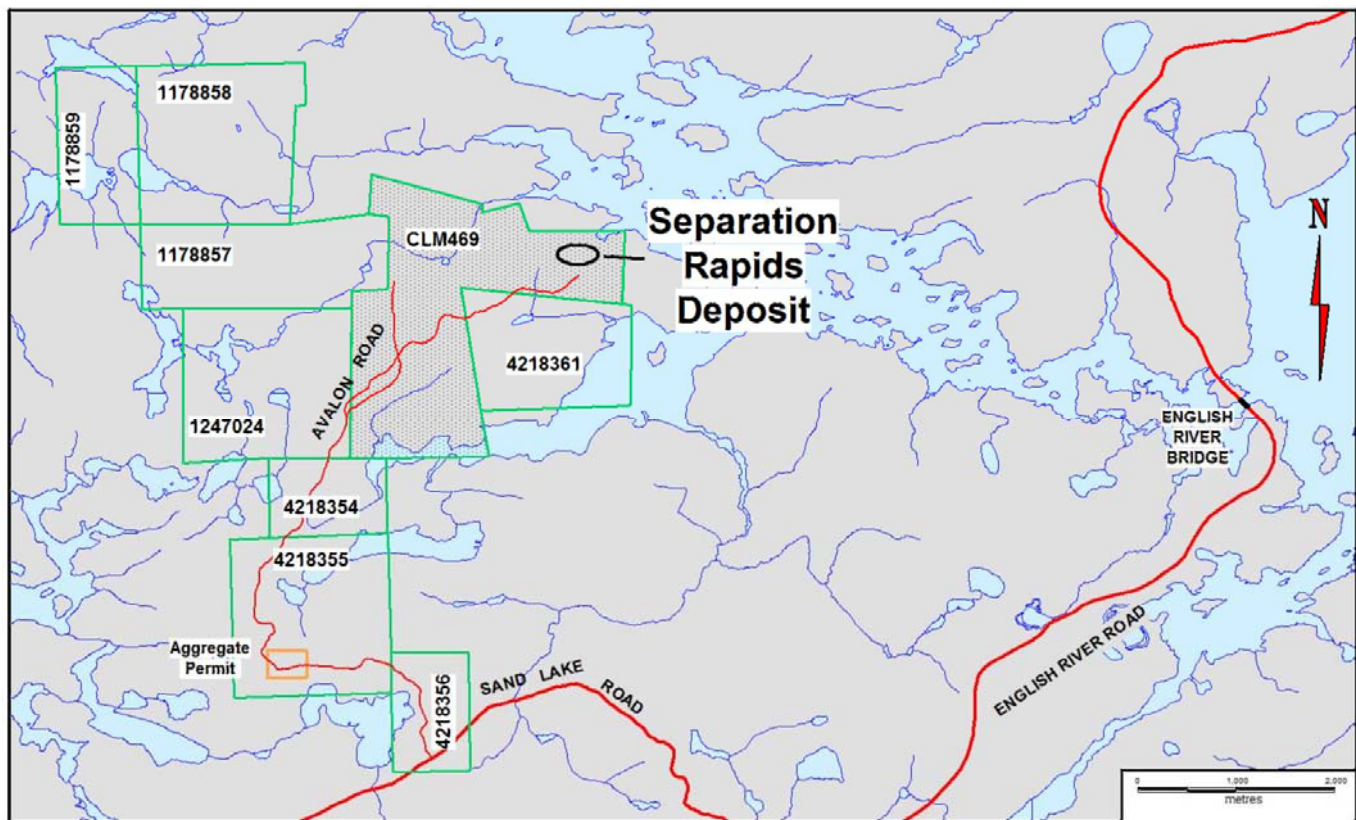 1178858
1178859
1178857
CLM469
Separation
Rapids
Deposit
N
AVALON ROAD
4218361
1247024
ENGLISH
RIVER
BRIDGE
4218354
4218355
Aggregate
Permit
4218356
SAND LAKE ROAD
ENGLISH RIVER ROAD
0 1,000 2,000
metres